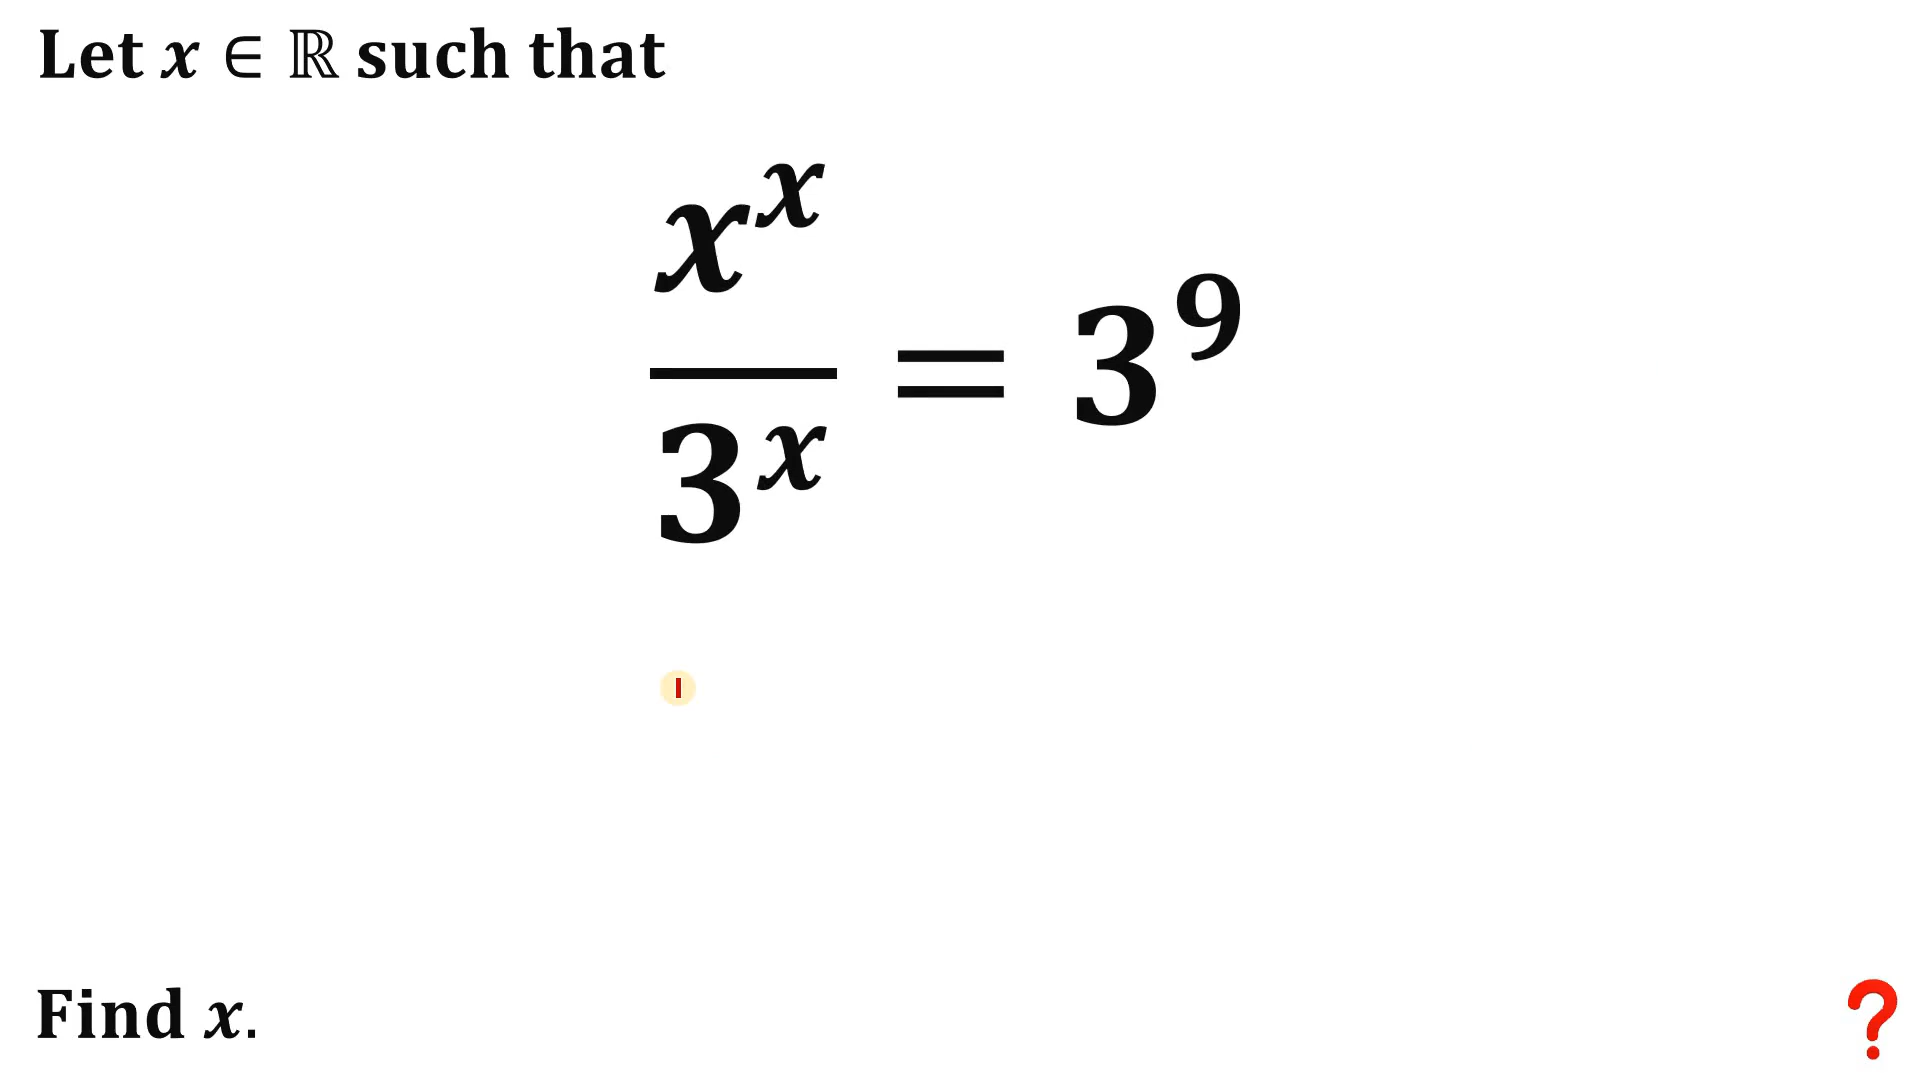 Let x ∈ ℝ such that
x^x / 3^x = 3^9
Find x.
?